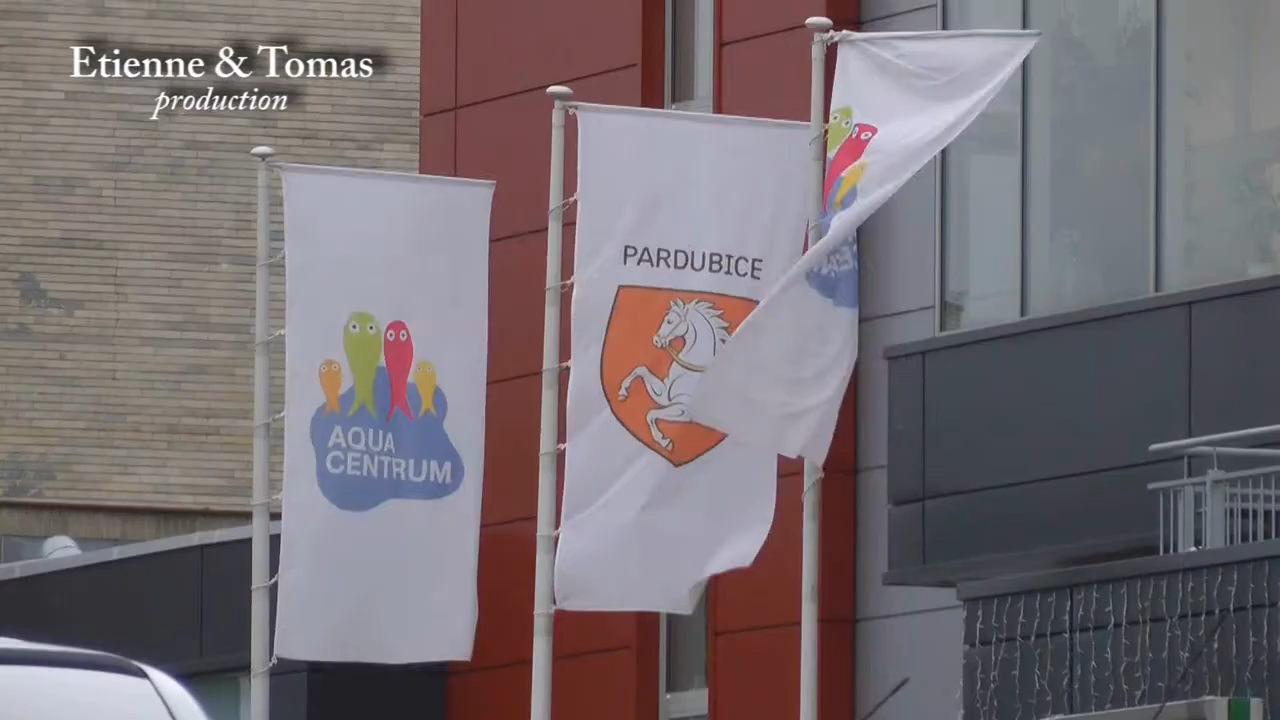 Etienne & Tomas
production
AQUA
CENTRUM
PARDUBICE